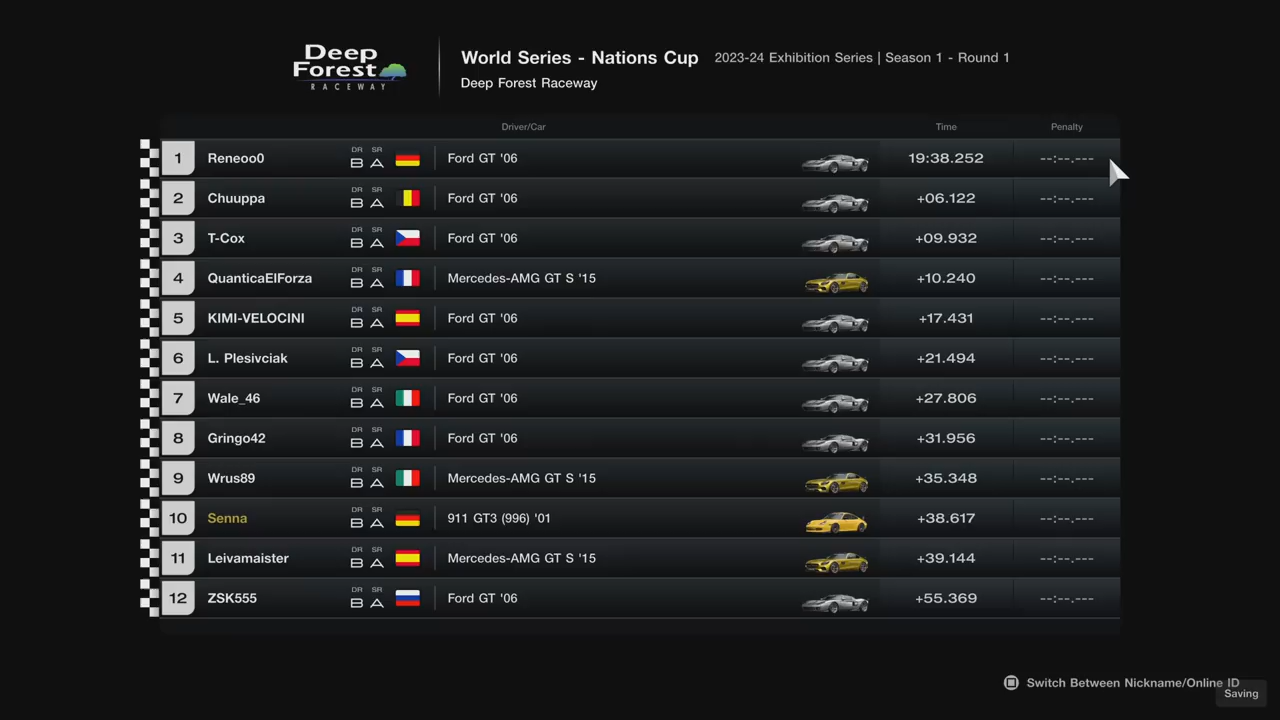 Deep Forest RACEWAY
World Series - Nations Cup 2023-24 Exhibition Series | Season 1 - Round 1
Deep Forest Raceway
Driver/Car Time Penalty
1 Reneoo0 DR B SR A Ford GT '06 19:38.252 --:--.---
2 Chuuppa DR B SR A Ford GT '06 +06.122 --:--.---
3 T-Cox DR B SR A Ford GT '06 +09.932 --:--.---
4 QuanticaElForza DR B SR A Mercedes-AMG GT S '15 +10.240 --:--.---
5 KIMI-VELOCINI DR B SR A Ford GT '06 +17.431 --:--.---
6 L. Plesivciak DR B SR A Ford GT '06 +21.494 --:--.---
7 Wale_46 DR B SR A Ford GT '06 +27.806 --:--.---
8 Gringo42 DR B SR A Ford GT '06 +31.956 --:--.---
9 Wrus89 DR B SR A Mercedes-AMG GT S '15 +35.348 --:--.---
10 Senna DR B SR A 911 GT3 (996) '01 +38.617 --:--.---
11 Leivamaister DR B SR A Mercedes-AMG GT S '15 +39.144 --:--.---
12 ZSK555 DR B SR A Ford GT '06 +55.369 --:--.---
Switch Between Nickname/Online ID
Saving